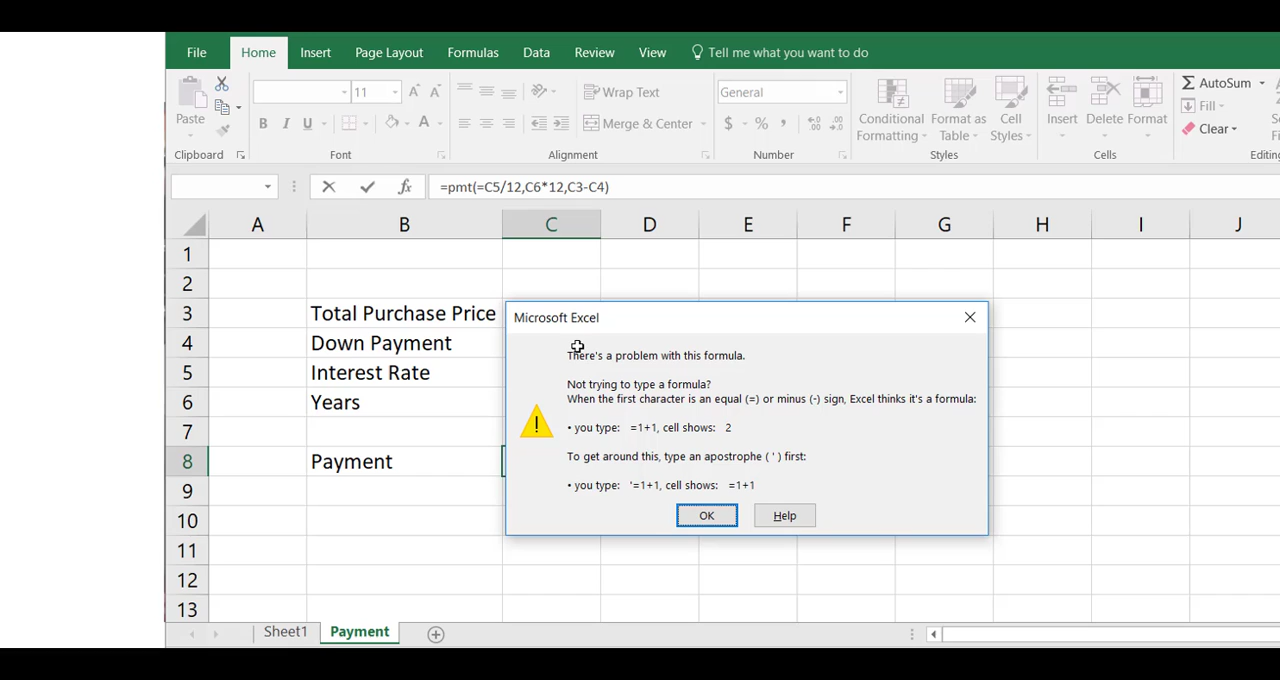 File Home Insert Page Layout Formulas Data Review View Tell me what you want to do
11 A A Wrap Text General AutoSum
Paste B I U A Merge & Center $ % Conditional Formatting Format as Table Cell Styles Insert Delete Format Fill
Clear
Clipboard Font Alignment Number Styles Cells Editing
fx =pmt(=C5/12,C6*12,C3-C4)
A B C D E F G H I J
1
2
3 Total Purchase Price
4 Down Payment
5 Interest Rate
6 Years
7
8 Payment
9
10
11
12
13
Microsoft Excel
There's a problem with this formula.
Not trying to type a formula?
When the first character is an equal (=) or minus (-) sign, Excel thinks it's a formula:
• you type: =1+1, cell shows: 2
To get around this, type an apostrophe ( ' ) first:
• you type: '=1+1, cell shows: =1+1
OK Help
Sheet1 Payment